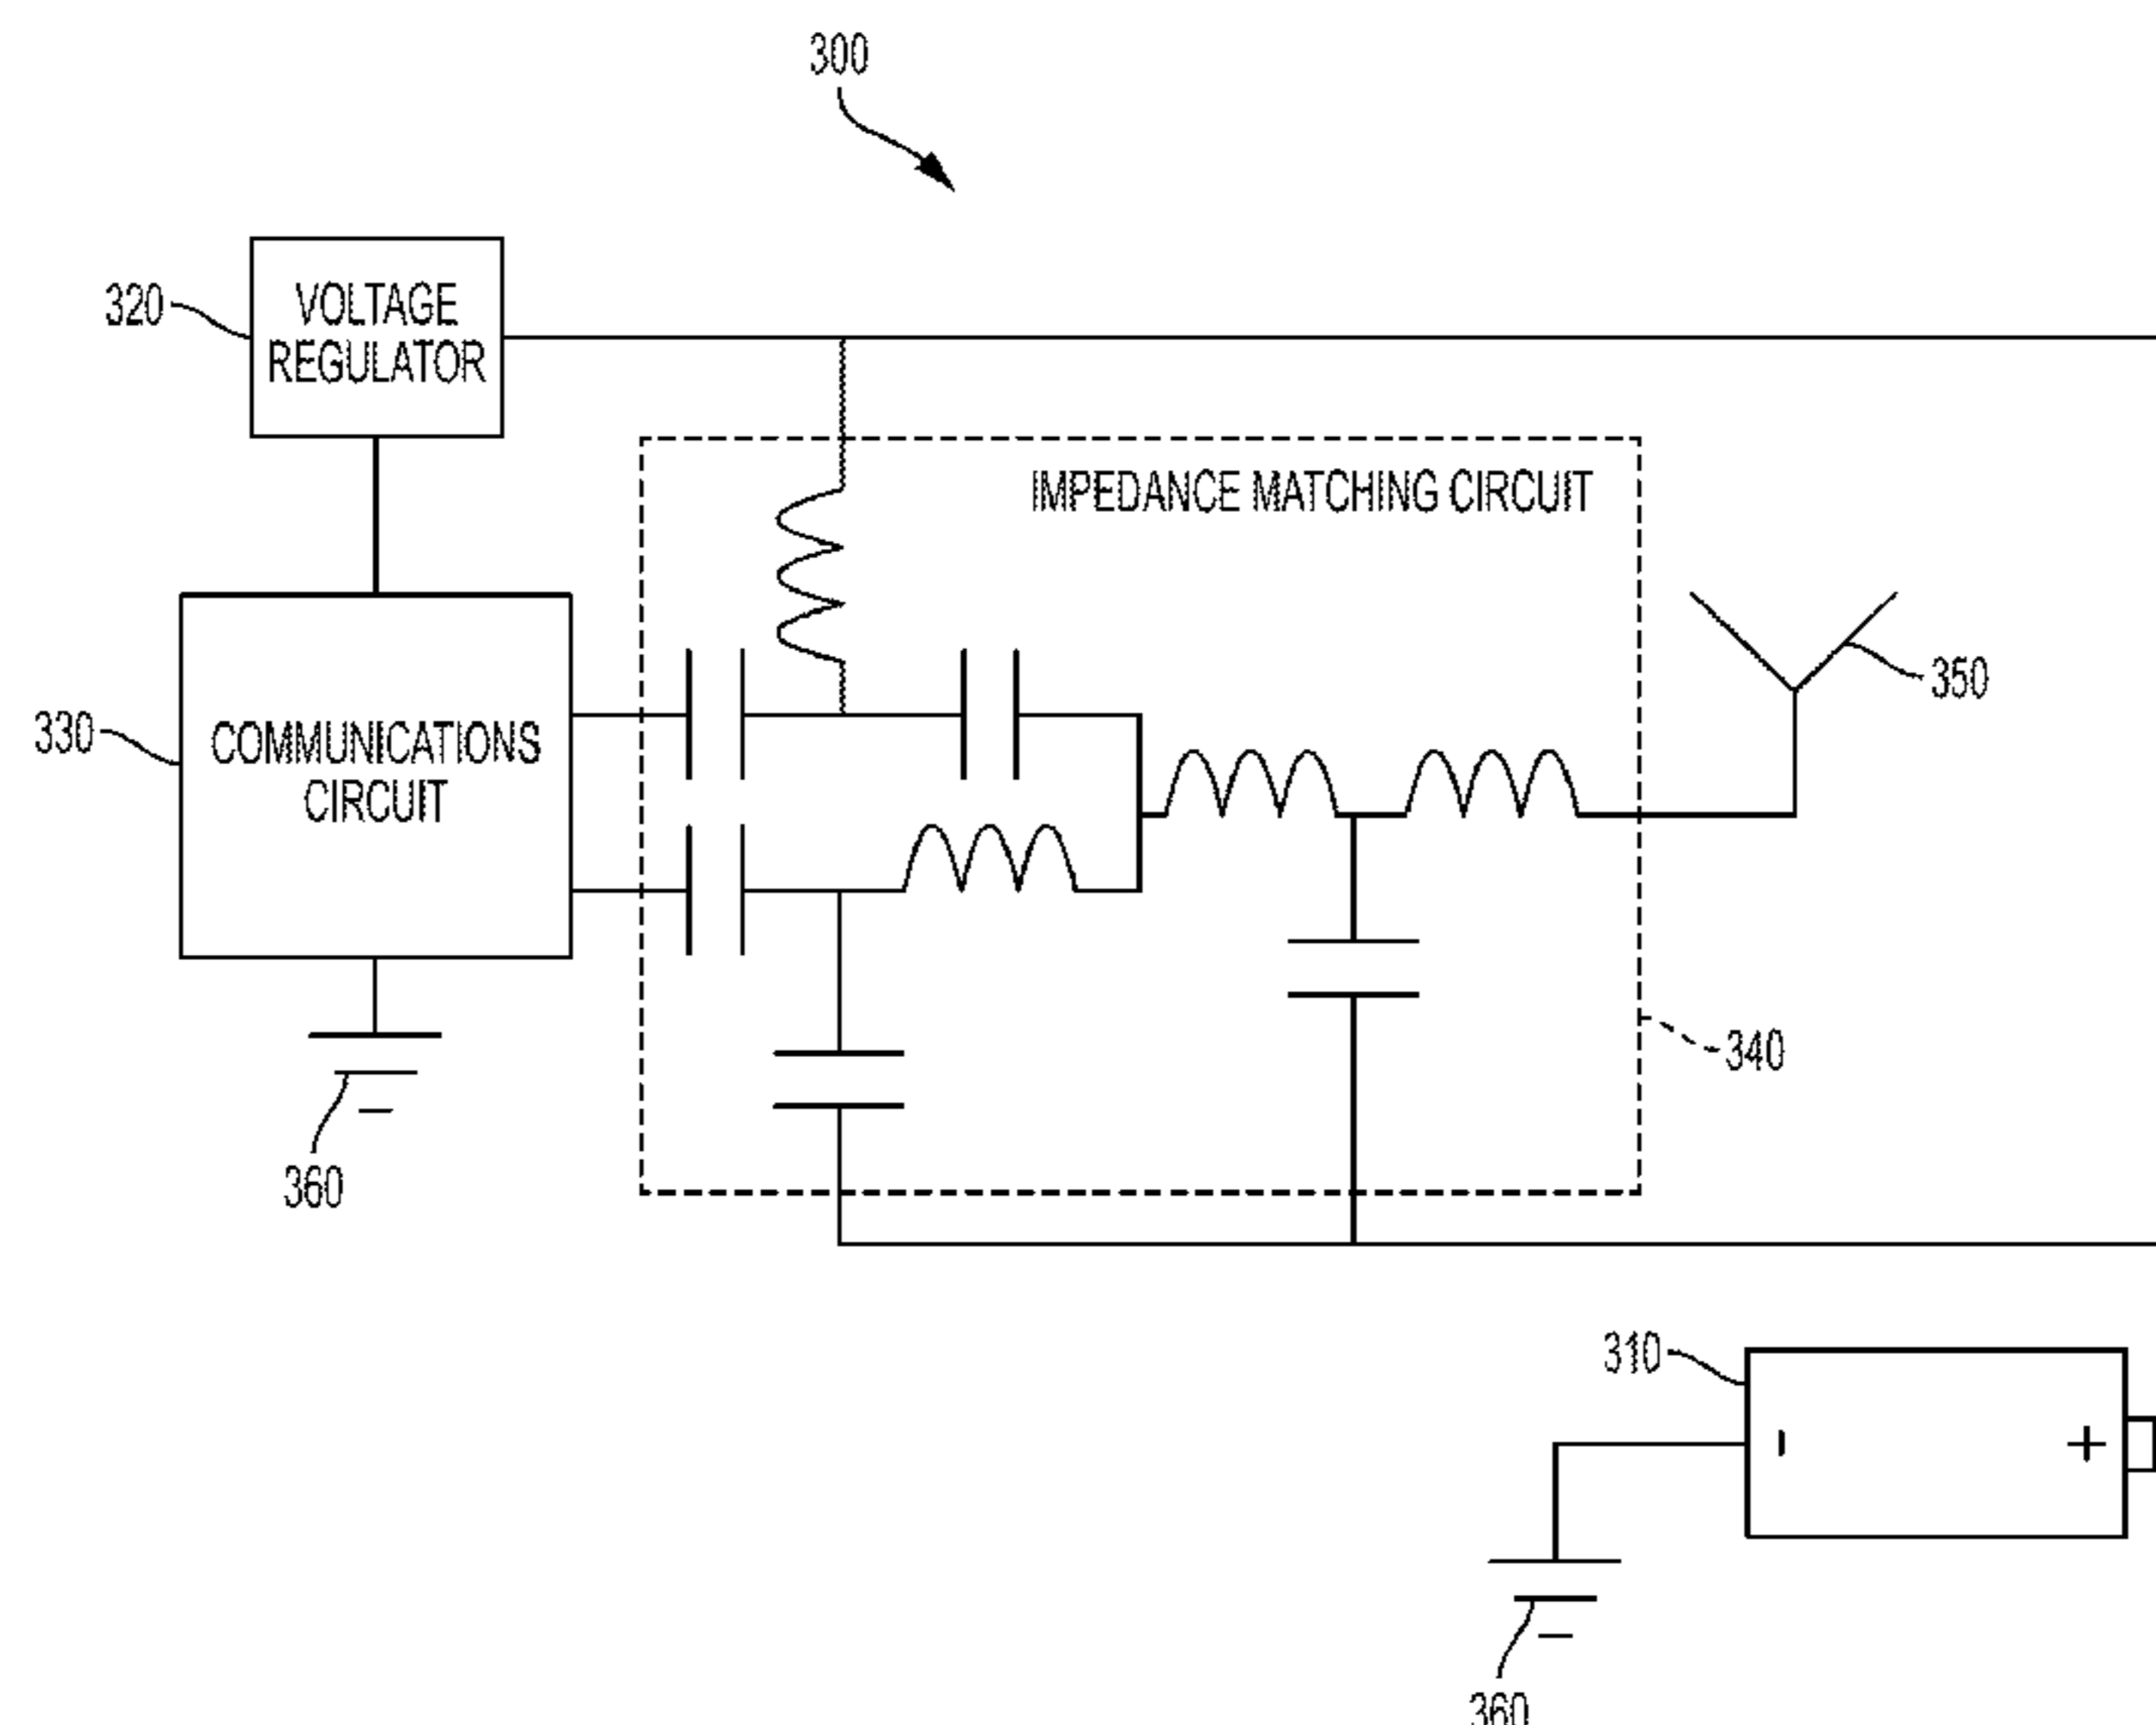 300
320
VOLTAGE
REGULATOR
IMPEDANCE MATCHING CIRCUIT
350
330
COMMUNICATIONS
CIRCUIT
340
360
310
+
360